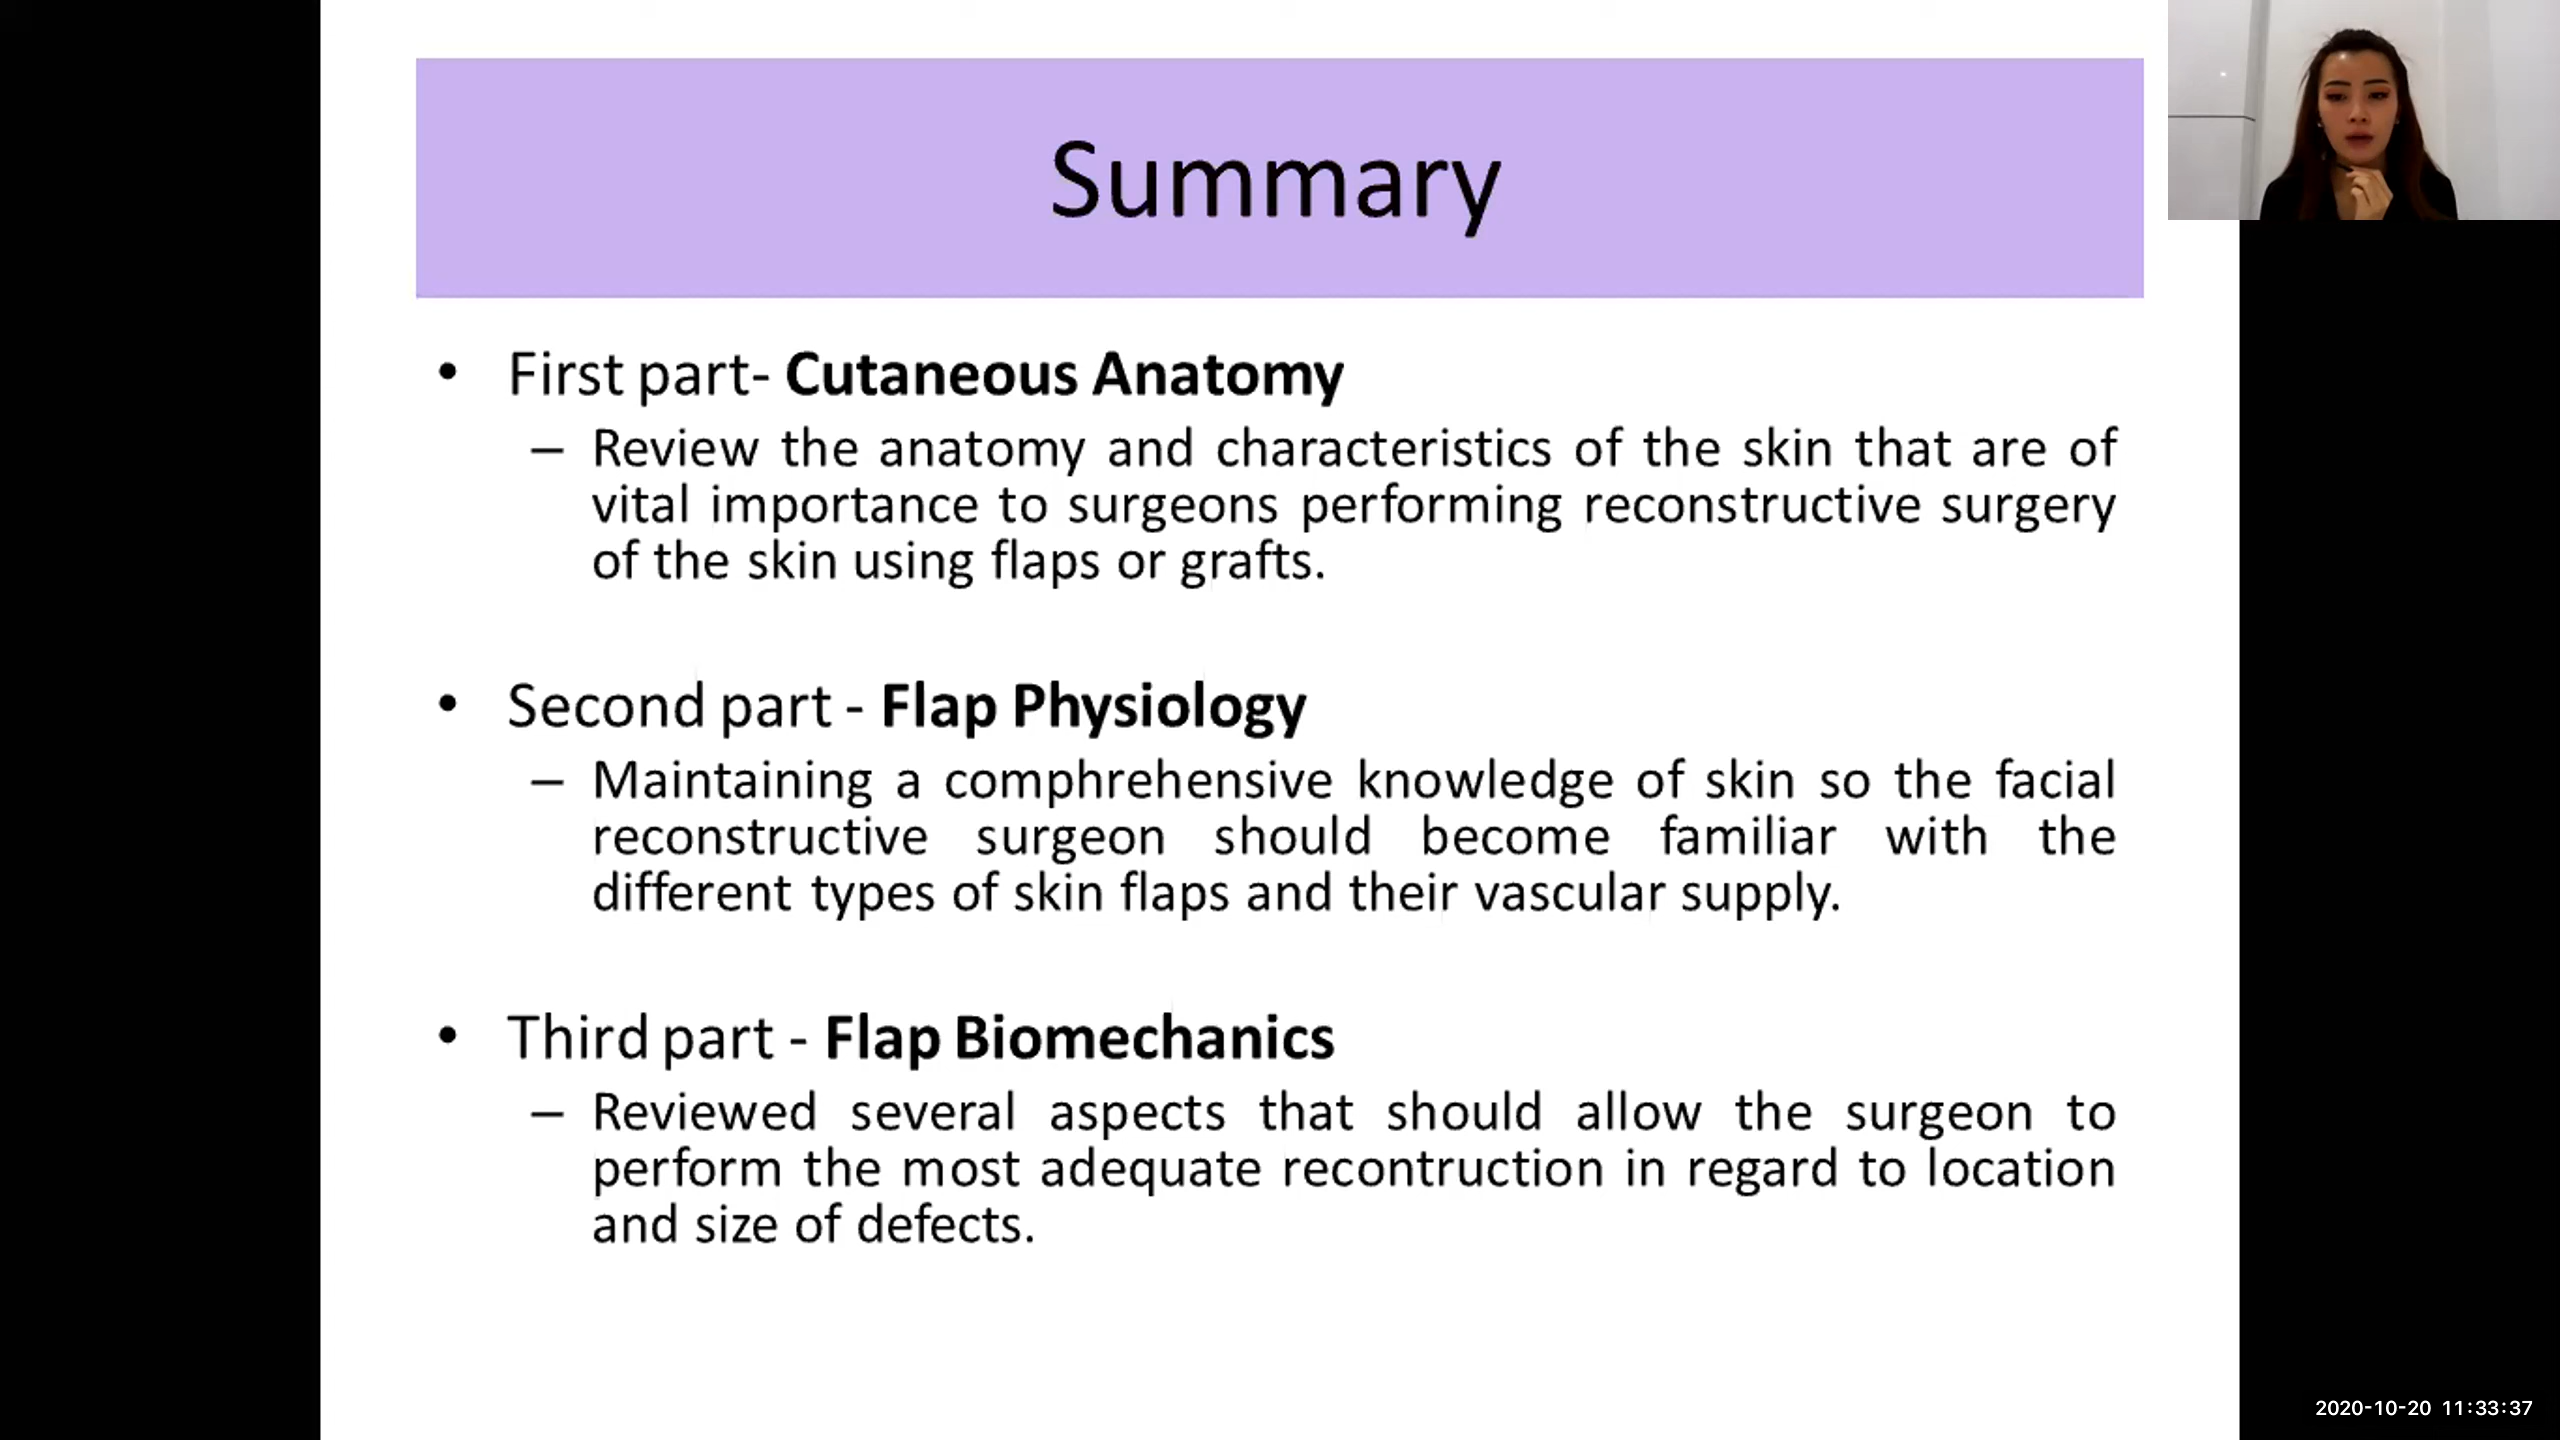 Summary
• First part- Cutaneous Anatomy
– Review the anatomy and characteristics of the skin that are of
vital importance to surgeons performing reconstructive surgery
of the skin using flaps or grafts.
• Second part - Flap Physiology
– Maintaining a comphrehensive knowledge of skin so the facial
reconstructive surgeon should become familiar with the
different types of skin flaps and their vascular supply.
• Third part - Flap Biomechanics
– Reviewed several aspects that should allow the surgeon to
perform the most adequate recontruction in regard to location
and size of defects.
2020-10-20 11:33:37